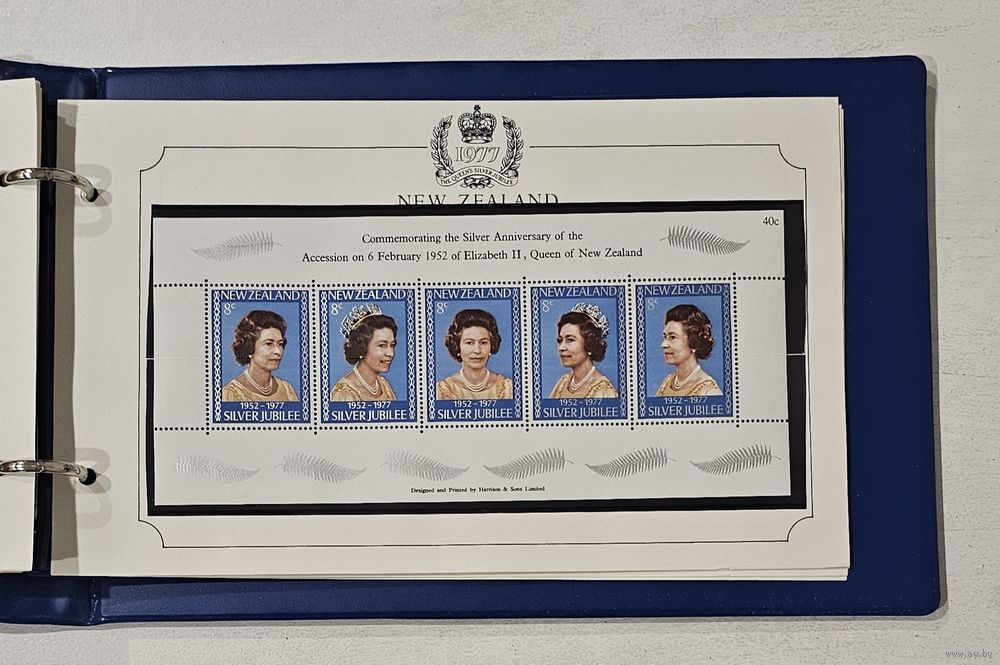 1977
THE QUEEN'S SILVER JUBILEE
NEW ZEALAND
40c
Commemorating the Silver Anniversary of the
Accession on 6 February 1952 of Elizabeth II, Queen of New Zealand
NEW ZEALAND
8c
1952-1977
SILVER JUBILEE
NEW ZEALAND
8c
1952-1977
SILVER JUBILEE
NEW ZEALAND
8c
1952-1977
SILVER JUBILEE
NEW ZEALAND
8c
1952-1977
SILVER JUBILEE
NEW ZEALAND
8c
1952-1977
SILVER JUBILEE
Designed and Printed by Harrison & Sons Limited
www.ay.by